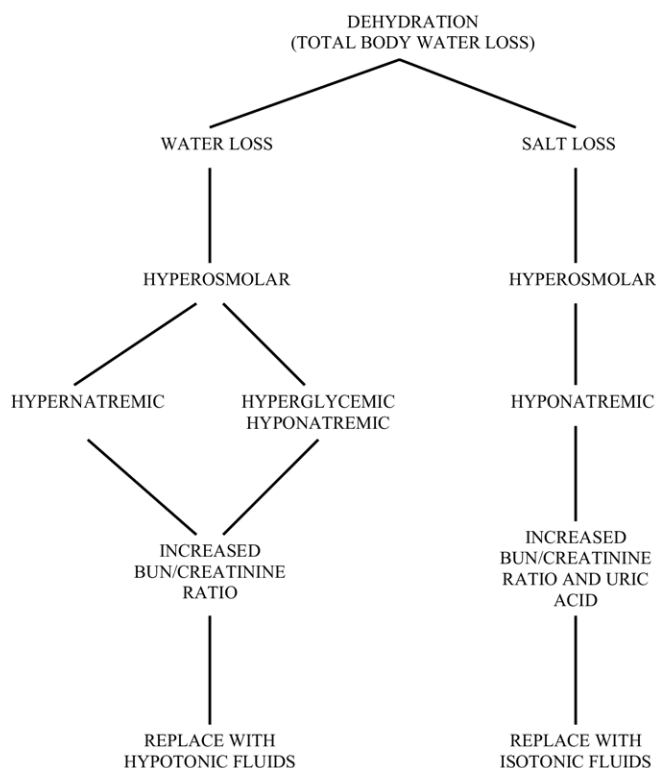 DEHYDRATION
(TOTAL BODY WATER LOSS)
WATER LOSS
SALT LOSS
HYPEROSMOLAR
HYPEROSMOLAR
HYPERNATREMIC
HYPERGLYCEMIC
HYPONATREMIC
HYPONATREMIC
INCREASED
BUN/CREATININE
RATIO
INCREASED
BUN/CREATININE
RATIO AND URIC
ACID
REPLACE WITH
HYPOTONIC FLUIDS
REPLACE WITH
ISOTONIC FLUIDS